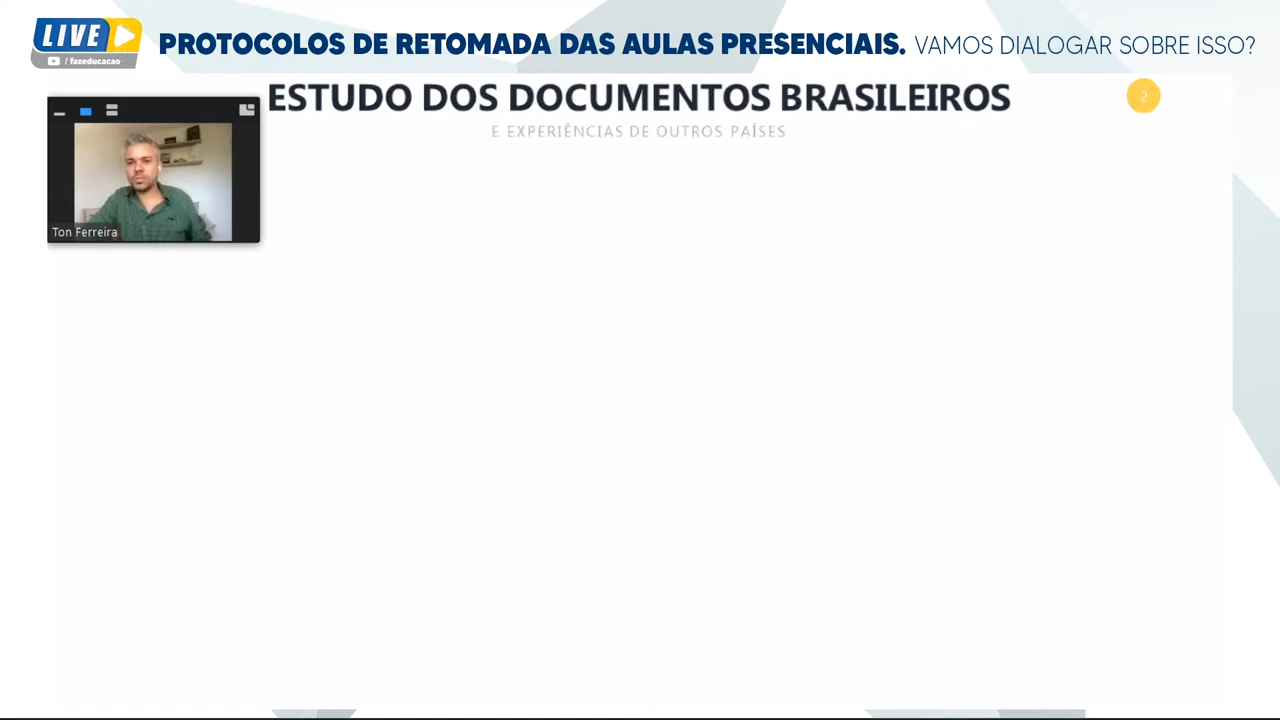 LIVE
/ fazeducacao
PROTOCOLOS DE RETOMADA DAS AULAS PRESENCIAIS. VAMOS DIALOGAR SOBRE ISSO?
ESTUDO DOS DOCUMENTOS BRASILEIROS
2
E EXPERIÊNCIAS DE OUTROS PAÍSES
Ton Ferreira